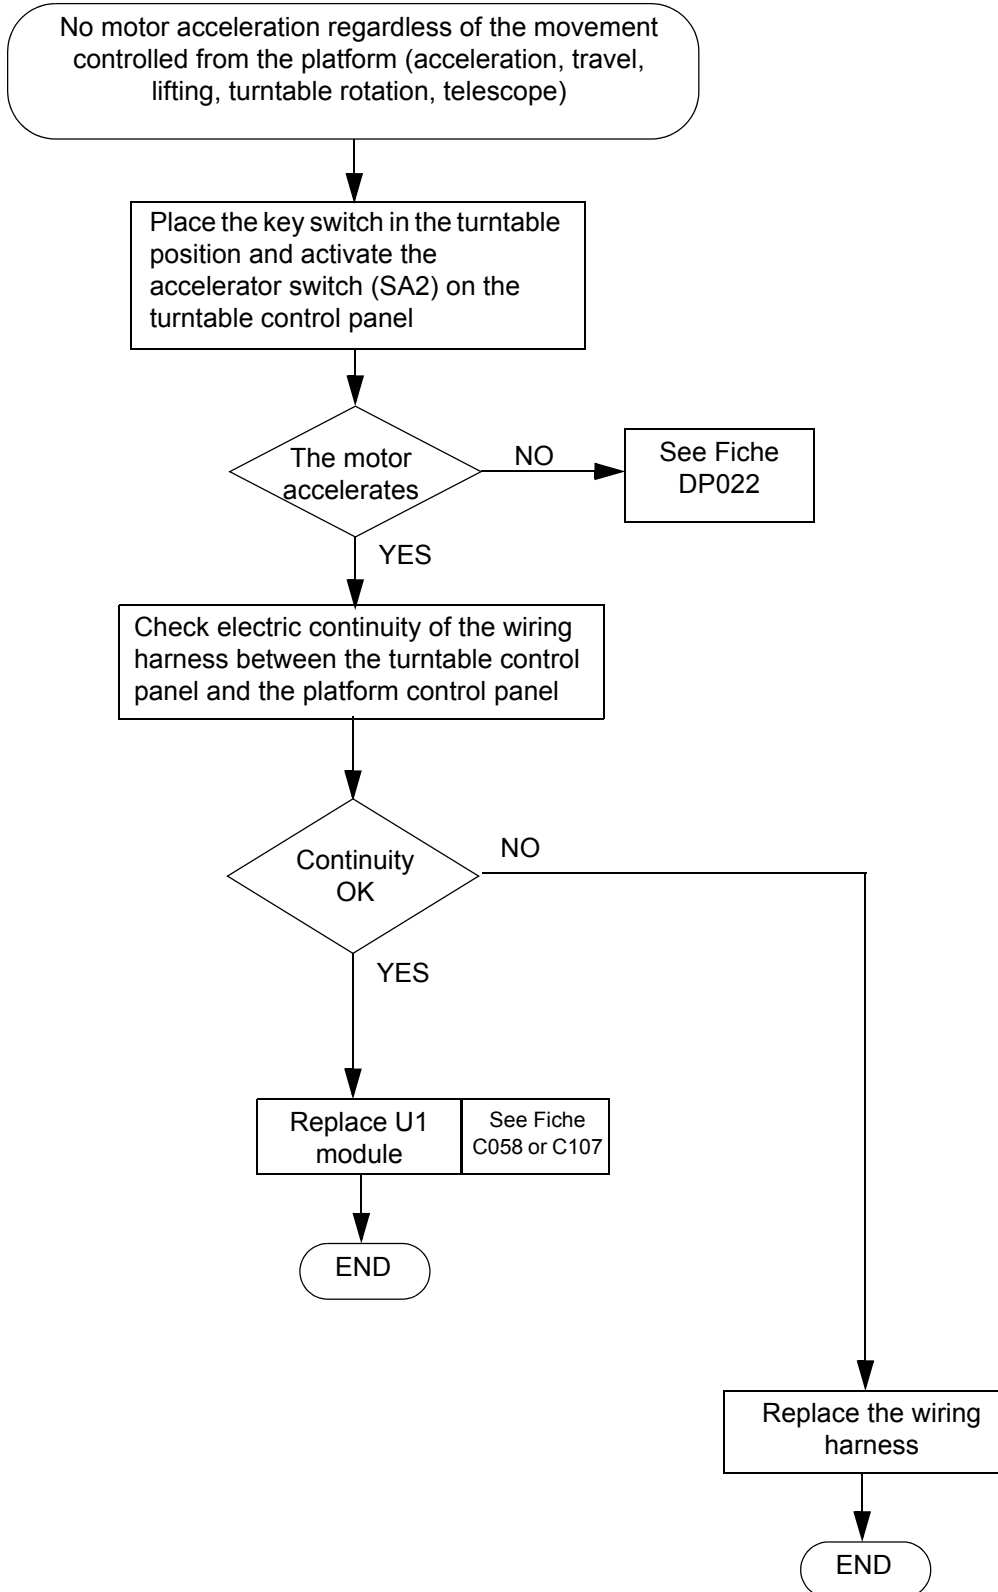 No motor acceleration regardless of the movement
controlled from the platform (acceleration, travel,
lifting, turntable rotation, telescope)
Place the key switch in the turntable
position and activate the
accelerator switch (SA2) on the
turntable control panel
The motor
accelerates
NO
See Fiche
DP022
YES
Check electric continuity of the wiring
harness between the turntable control
panel and the platform control panel
Continuity
OK
NO
YES
Replace U1
module
See Fiche
C058 or C107
END
Replace the wiring
harness
END